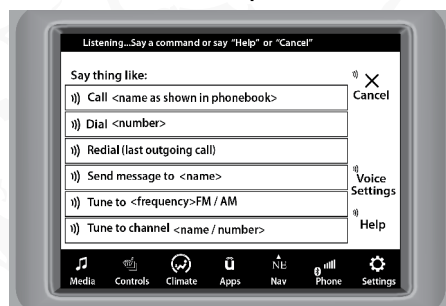 Listening...Say a command or say "Help" or "Cancel"
Say thing like:
Call <name as shown in phonebook>
Dial <number>
Redial (last outgoing call)
Send message to <name>
Tune to <frequency>FM / AM
Tune to channel <name / number>
Cancel
Voice
Settings
Help
NE
Media Controls Climate Apps Nav Phone Settings